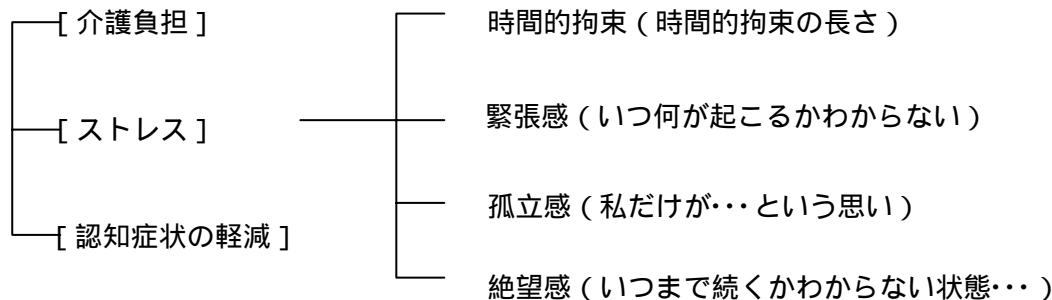 [ 介護負担 ]
[ ストレス ]
[ 認知症状の軽減 ]
時間的拘束 ( 時間的拘束の長さ )
緊張感 ( いつ何が起こるかわからない )
孤立感 ( 私だけが・・・という思い )
絶望感 ( いつまで続くかわからない状態・・・ )